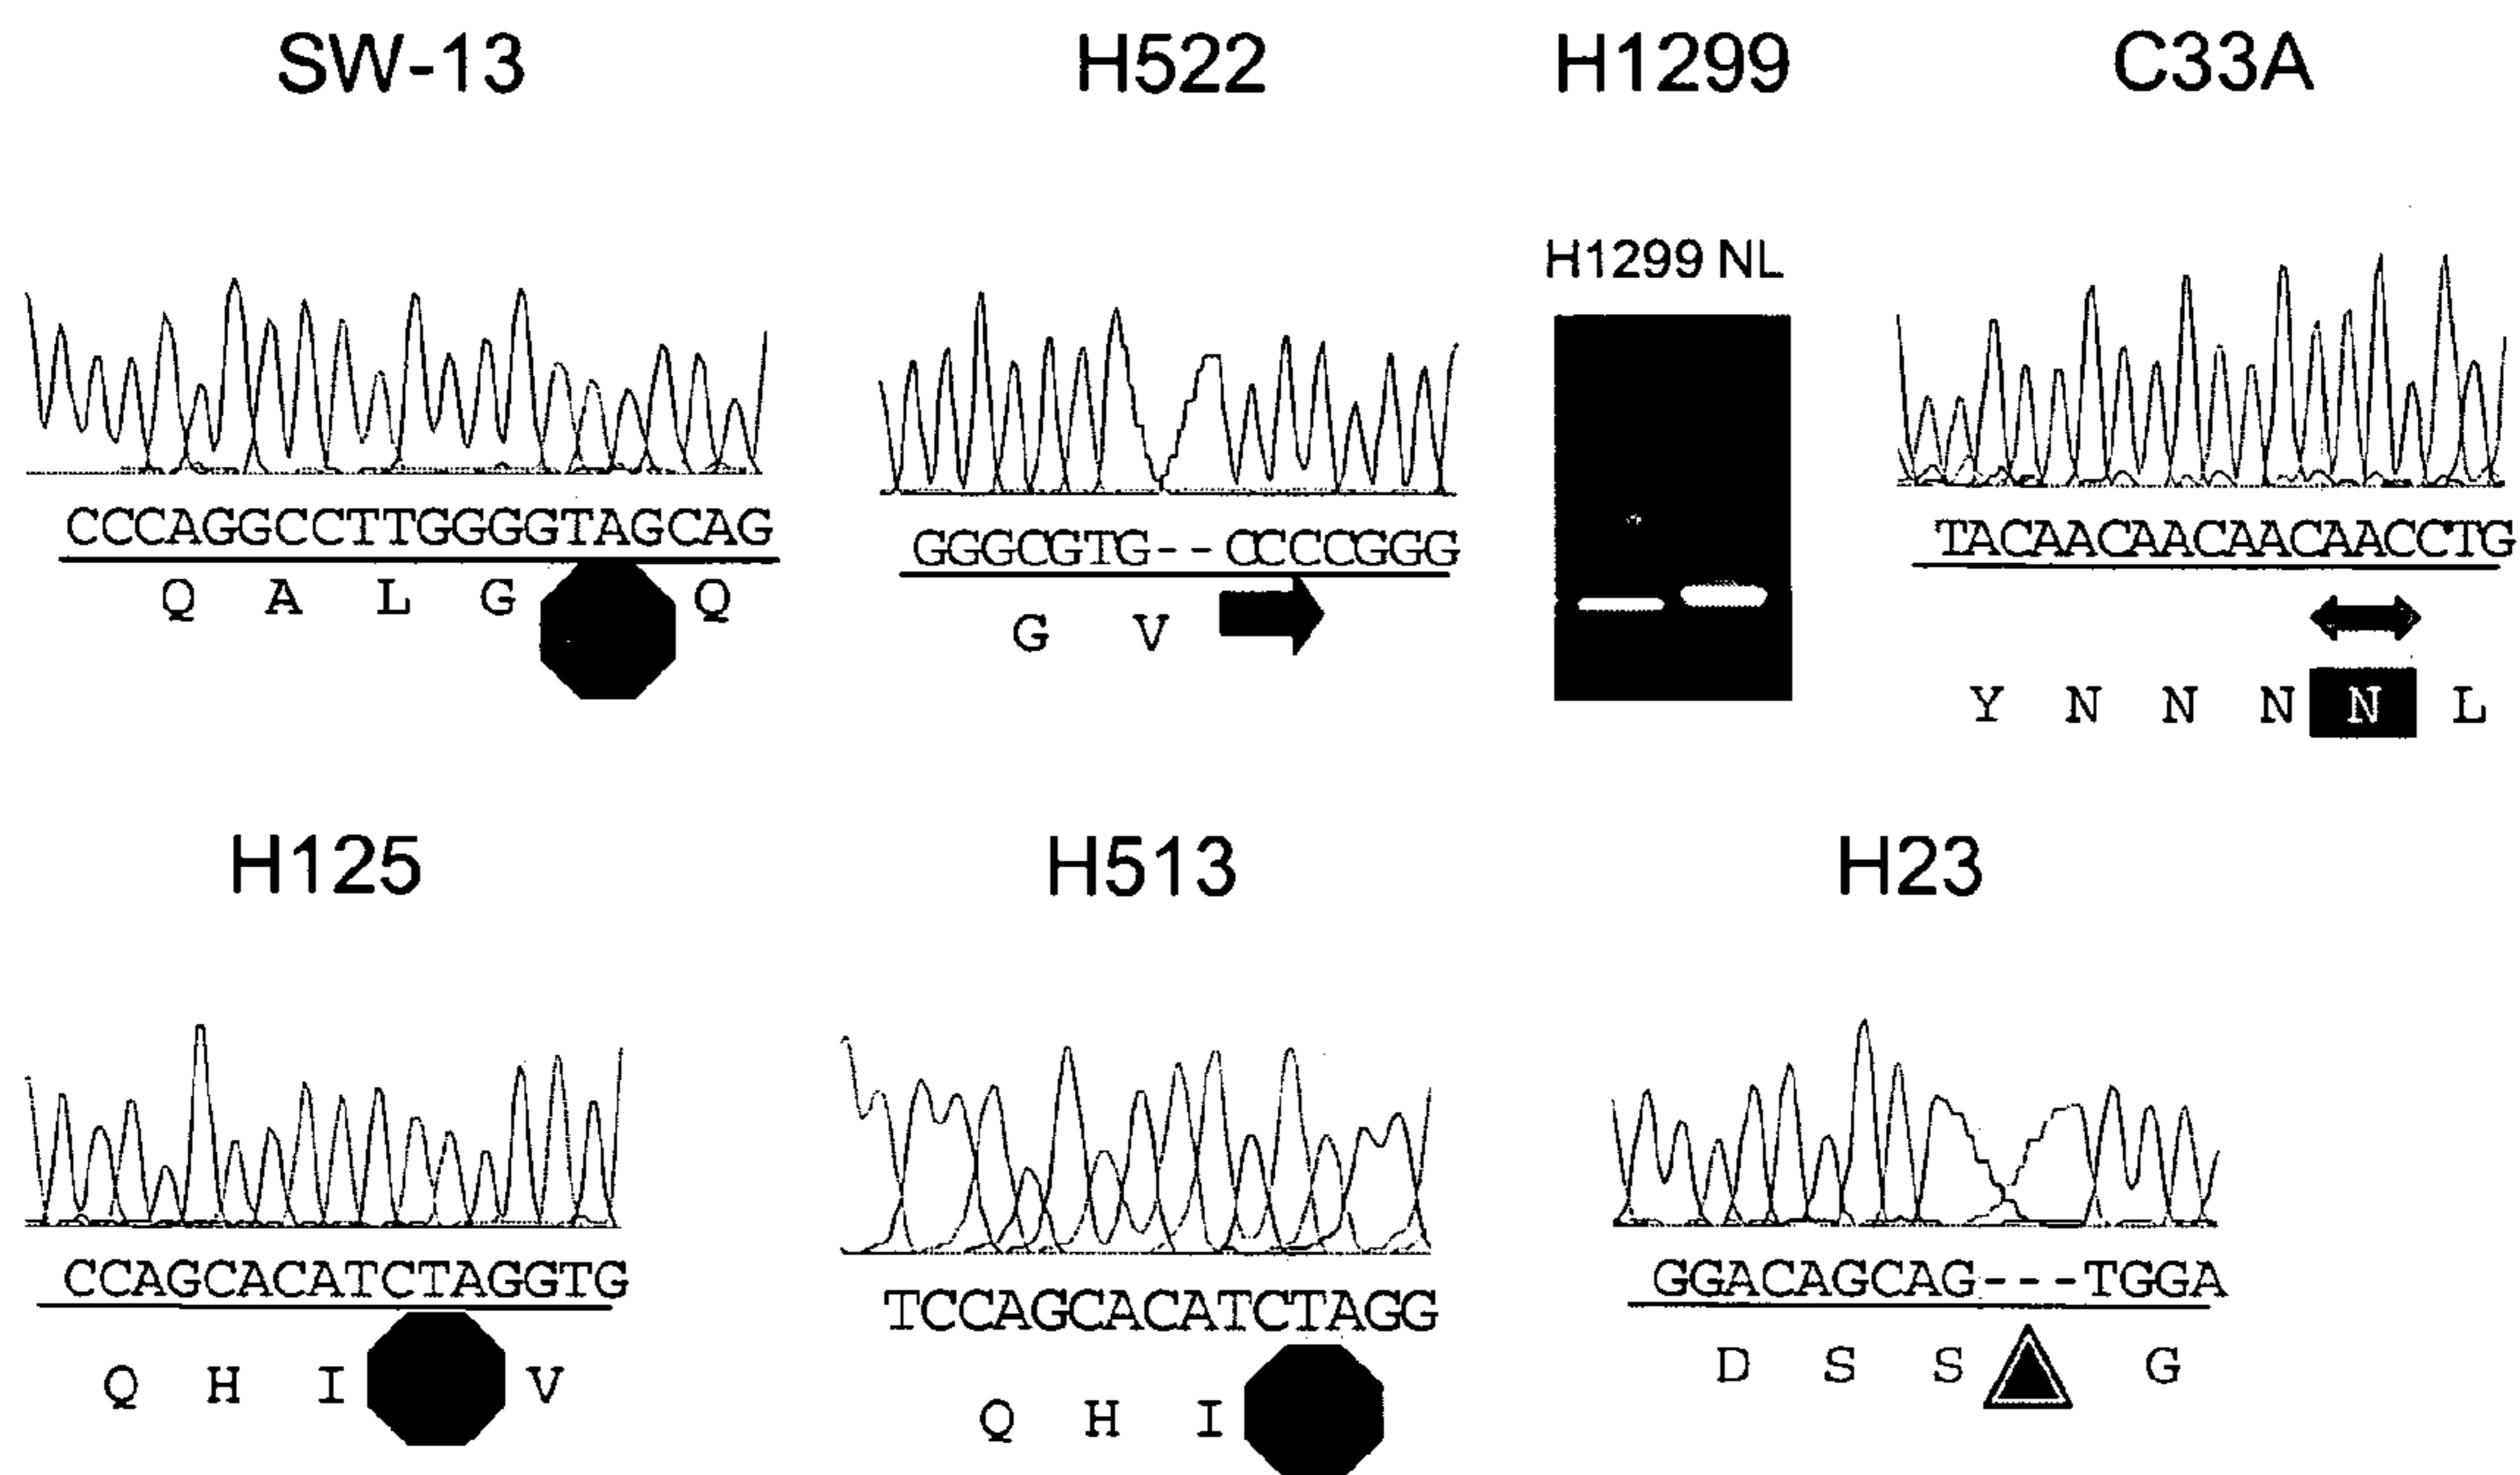 SW-13
H522
H1299
C33A
H1299 NL
CCCAGGCCTTGGGGTAGCAG
Q A L G Q
GGGCGTG--CCCCGGG
G V
TACAACAACAACAACCTG
Y N N N N L
H125
H513
H23
CCAGCACATCTAGGTG
Q H I V
TCCAGCACATCTAGG
Q H I
GGACAGCAG---TGGA
D S S G